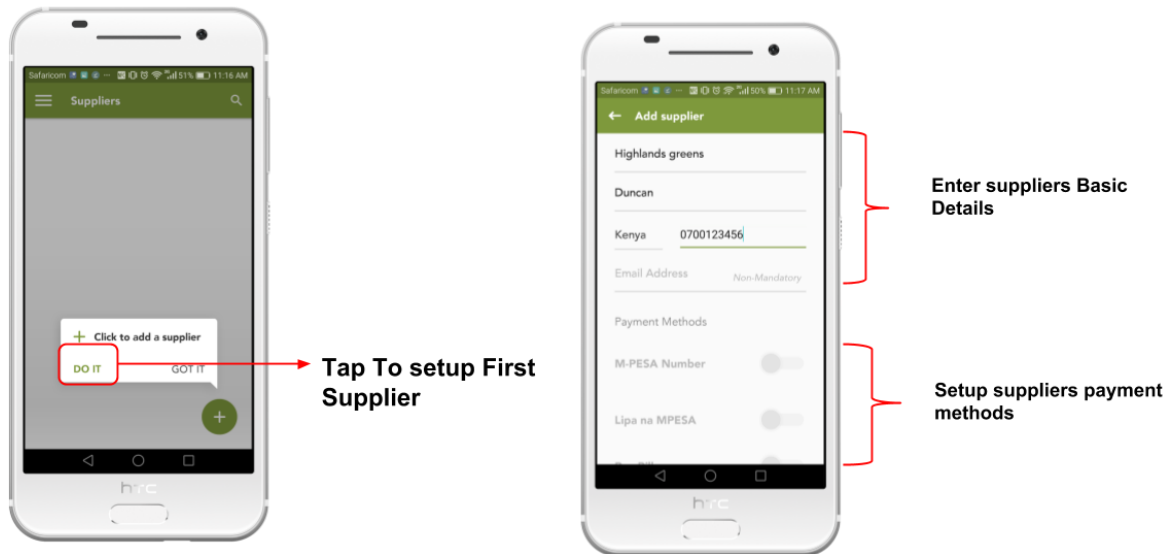 Safaricom 51% 11:16 AM
Suppliers
Click to add a supplier
DO IT GOT IT
htc
Tap To setup First
Supplier
Safaricom 50% 11:17 AM
Add supplier
Highlands greens
Duncan
Kenya 0700123456
Email Address Non-Mandatory
Payment Methods
M-PESA Number
Lipa na MPESA
htc
Enter suppliers Basic
Details
Setup suppliers payment
methods